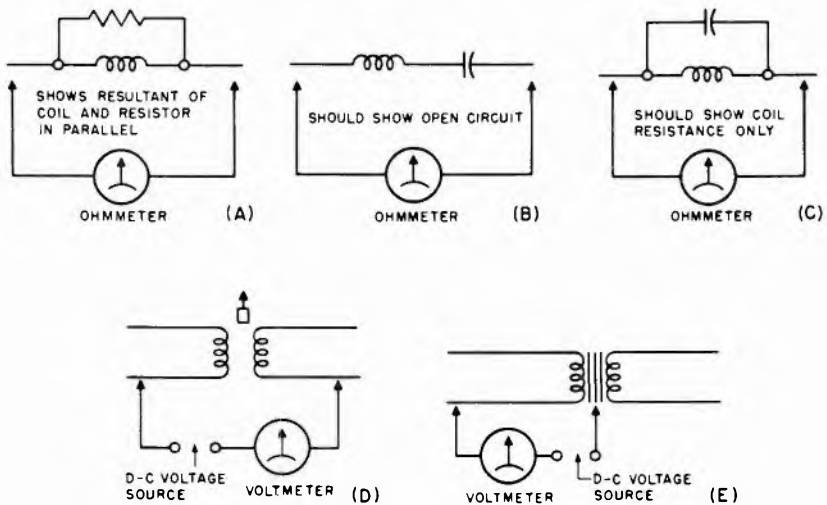 SHOWS RESULTANT OF
COIL AND RESISTOR
IN PARALLEL
OHMMETER
(A)
SHOULD SHOW OPEN CIRCUIT
OHMMETER
(B)
SHOULD SHOW COIL
RESISTANCE ONLY
OHMMETER
(C)
D-C VOLTAGE
SOURCE
VOLTMETER
(D)
VOLTMETER
D-C VOLTAGE
SOURCE
(E)